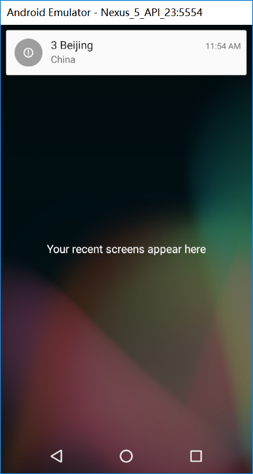 Android Emulator - Nexus_5_API_23:5554
3 Beijing 11:54 AM
China
Your recent screens appear here